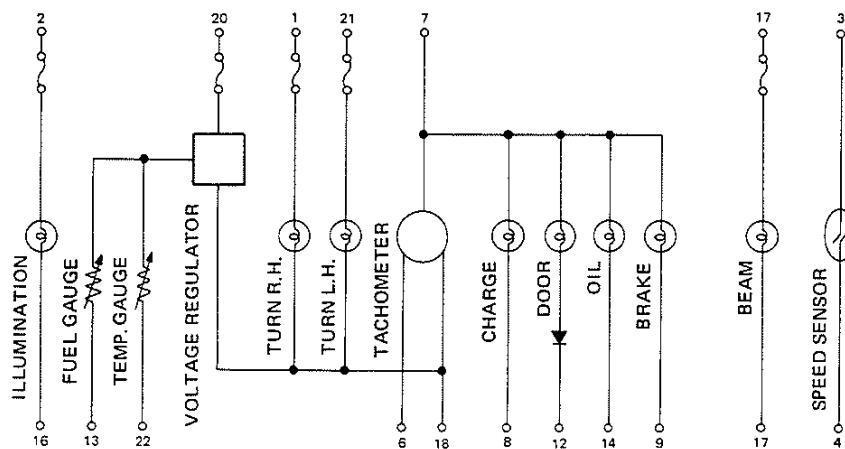 2 20 1 21 7 17 3
ILLUMINATION
FUEL GAUGE
TEMP. GAUGE
VOLTAGE REGULATOR
TURN R.H.
TURN L.H.
TACHOMETER
CHARGE
DOOR
OIL
BRAKE
BEAM
SPEED SENSOR
16 13 22 6 18 8 12 14 9 17 4